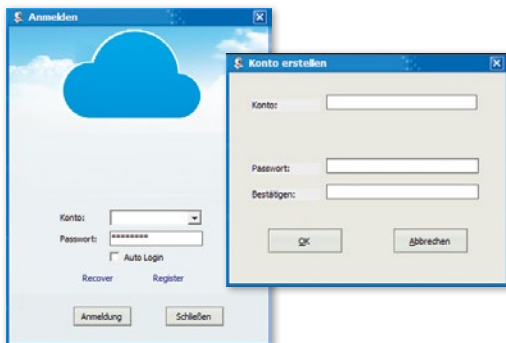 Anmelden
Konto:
Passwort: ********
Auto Login
Recover Register
Anmeldung Schließen
Konto erstellen
Konto:
Passwort:
Bestätigen:
OK Abbrechen